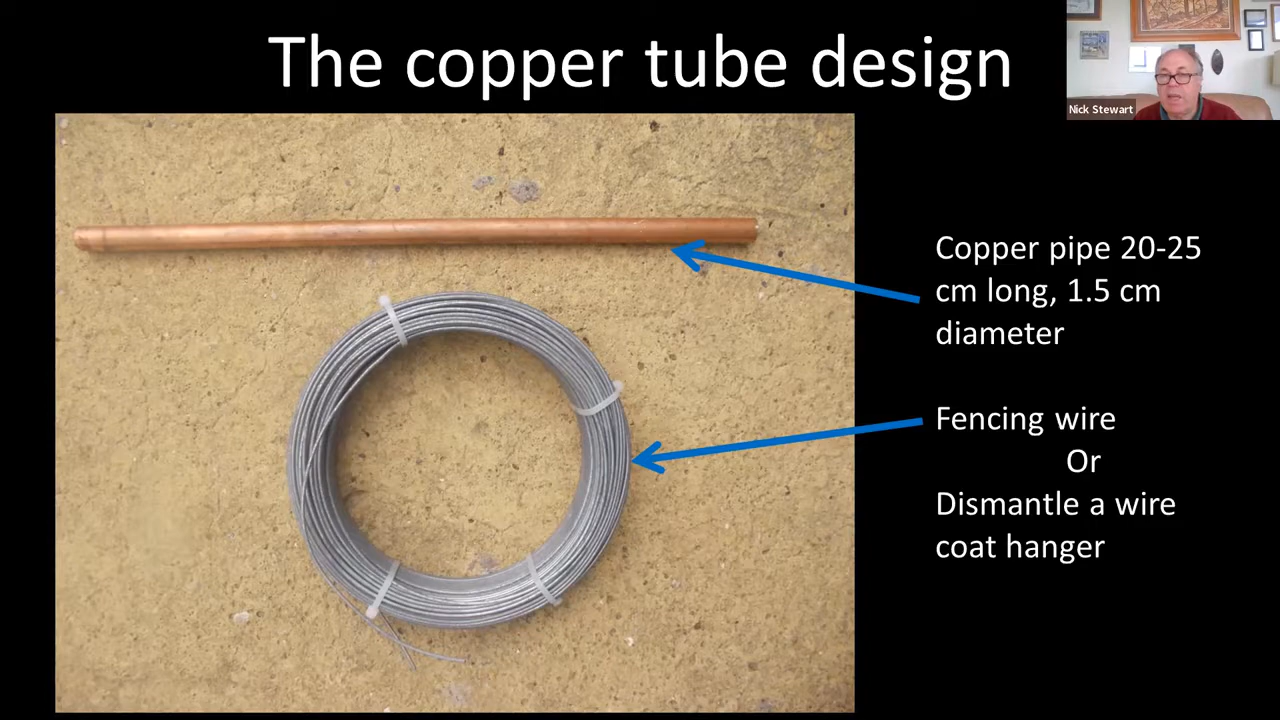 The copper tube design
Nick Stewart
Copper pipe 20-25
cm long, 1.5 cm
diameter
Fencing wire
Or
Dismantle a wire
coat hanger